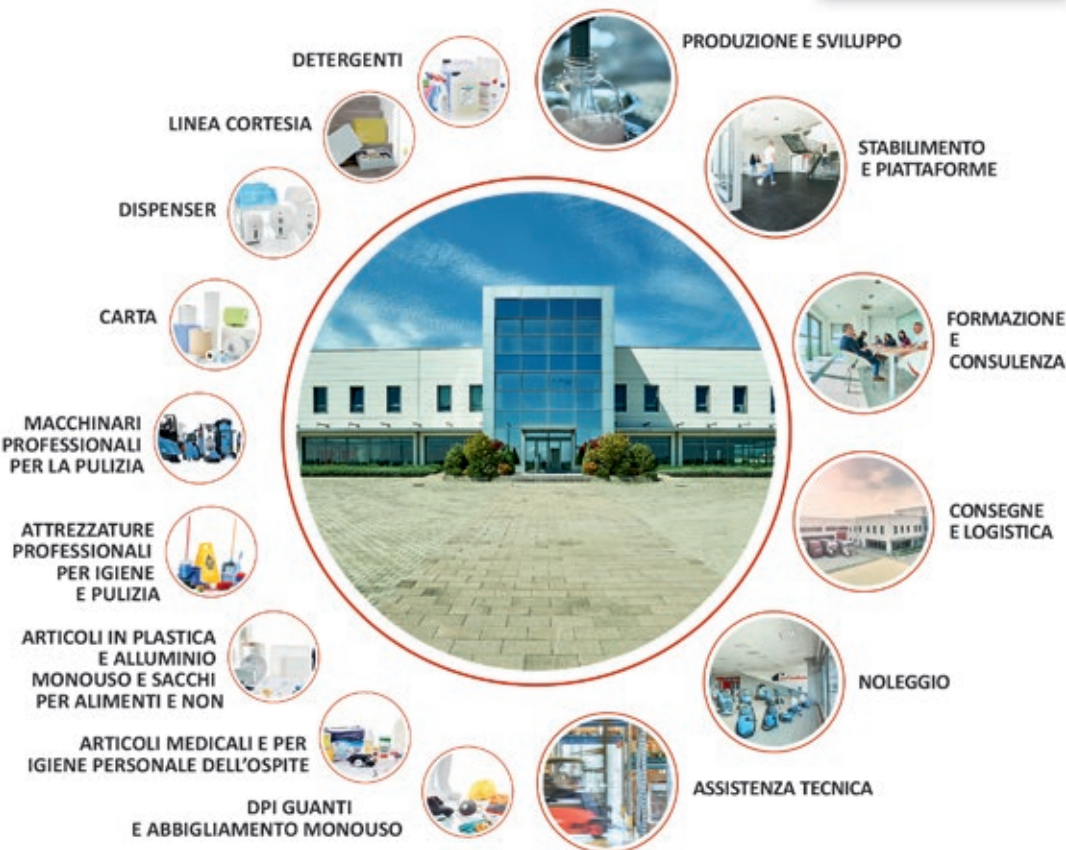 DETERGENTI
LINEA CORTESIA
DISPENSER
CARTA
MACCHINARI
PROFESSIONALI
PER LA PULIZIA
ATTREZZATURE
PROFESSIONALI
PER IGIENE
E PULIZIA
ARTICOLI IN PLASTICA
E ALLUMINIO
MONOUSO E SACCHI
PER ALIMENTI E NON
ARTICOLI MEDICALI E PER
IGIENE PERSONALE DELL'OSPITE
DPI GUANTI
E ABBIGLIAMENTO MONOUSO
PRODUZIONE E SVILUPPO
STABILIMENTO
E PIATTAFORME
FORMAZIONE
E
CONSULENZA
CONSEGNE
E LOGISTICA
NOLEGGIO
ASSISTENZA TECNICA